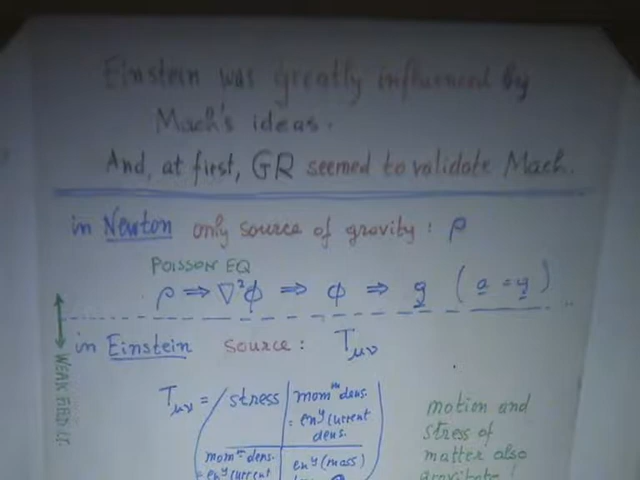 Einstein was greatly influenced by
Mach's ideas.
And, at first, GR seemed to validate Mach.
in Newton only source of gravity : ρ
POISSON EQ
ρ ⇒ ∇²ϕ ⇒ ϕ ⇒ g ( a = g )
in Einstein source: Tμν
WEAK FIELD
Tμν =
stress
momᵐ dens.
= enʸ current
dens.
momᵐ dens.
= enʸ current
enʸ (mass)
motion and
stress of
matter also
gravitate!